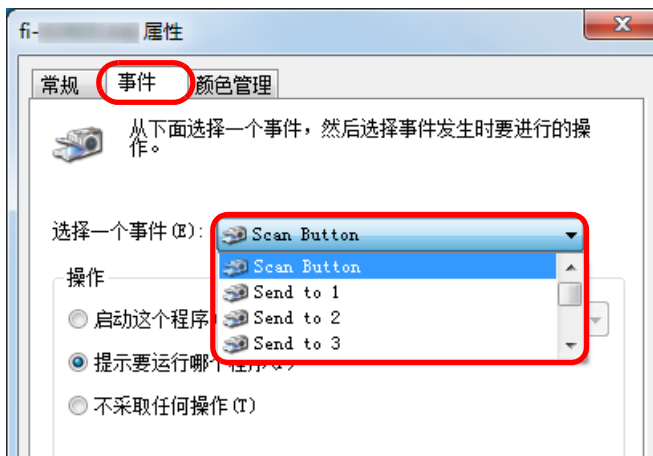 fi- 属性
常规 事件 颜色管理
从下面选择一个事件，然后选择事件发生时要进行的操
作。
选择一个事件(E): Scan Button
Scan Button
操作
Send to 1
启动这个程序 Send to 2
Send to 3
提示要运行哪个程序(P)
不采取任何操作(T)